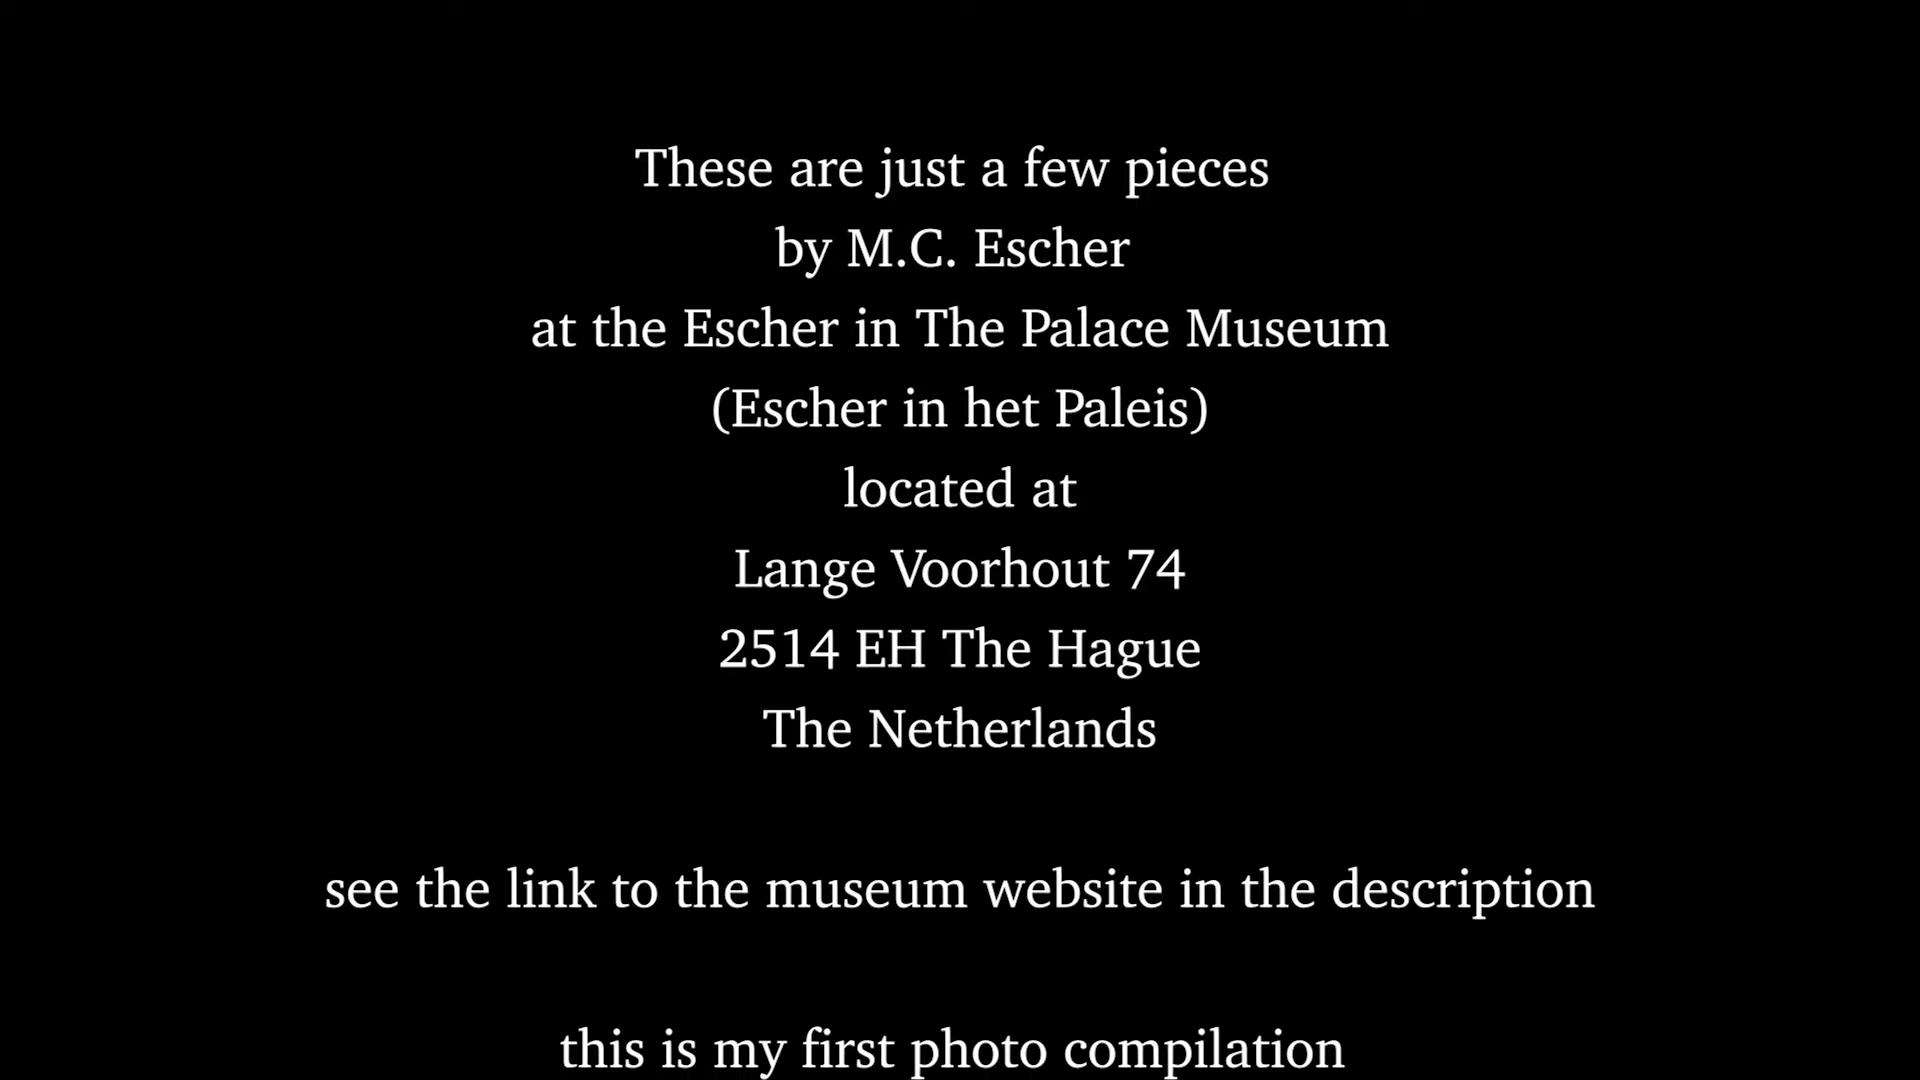 These are just a few pieces
by M.C. Escher
at the Escher in The Palace Museum
(Escher in het Paleis)
located at
Lange Voorhout 74
2514 EH The Hague
The Netherlands
see the link to the museum website in the description
this is my first photo compilation